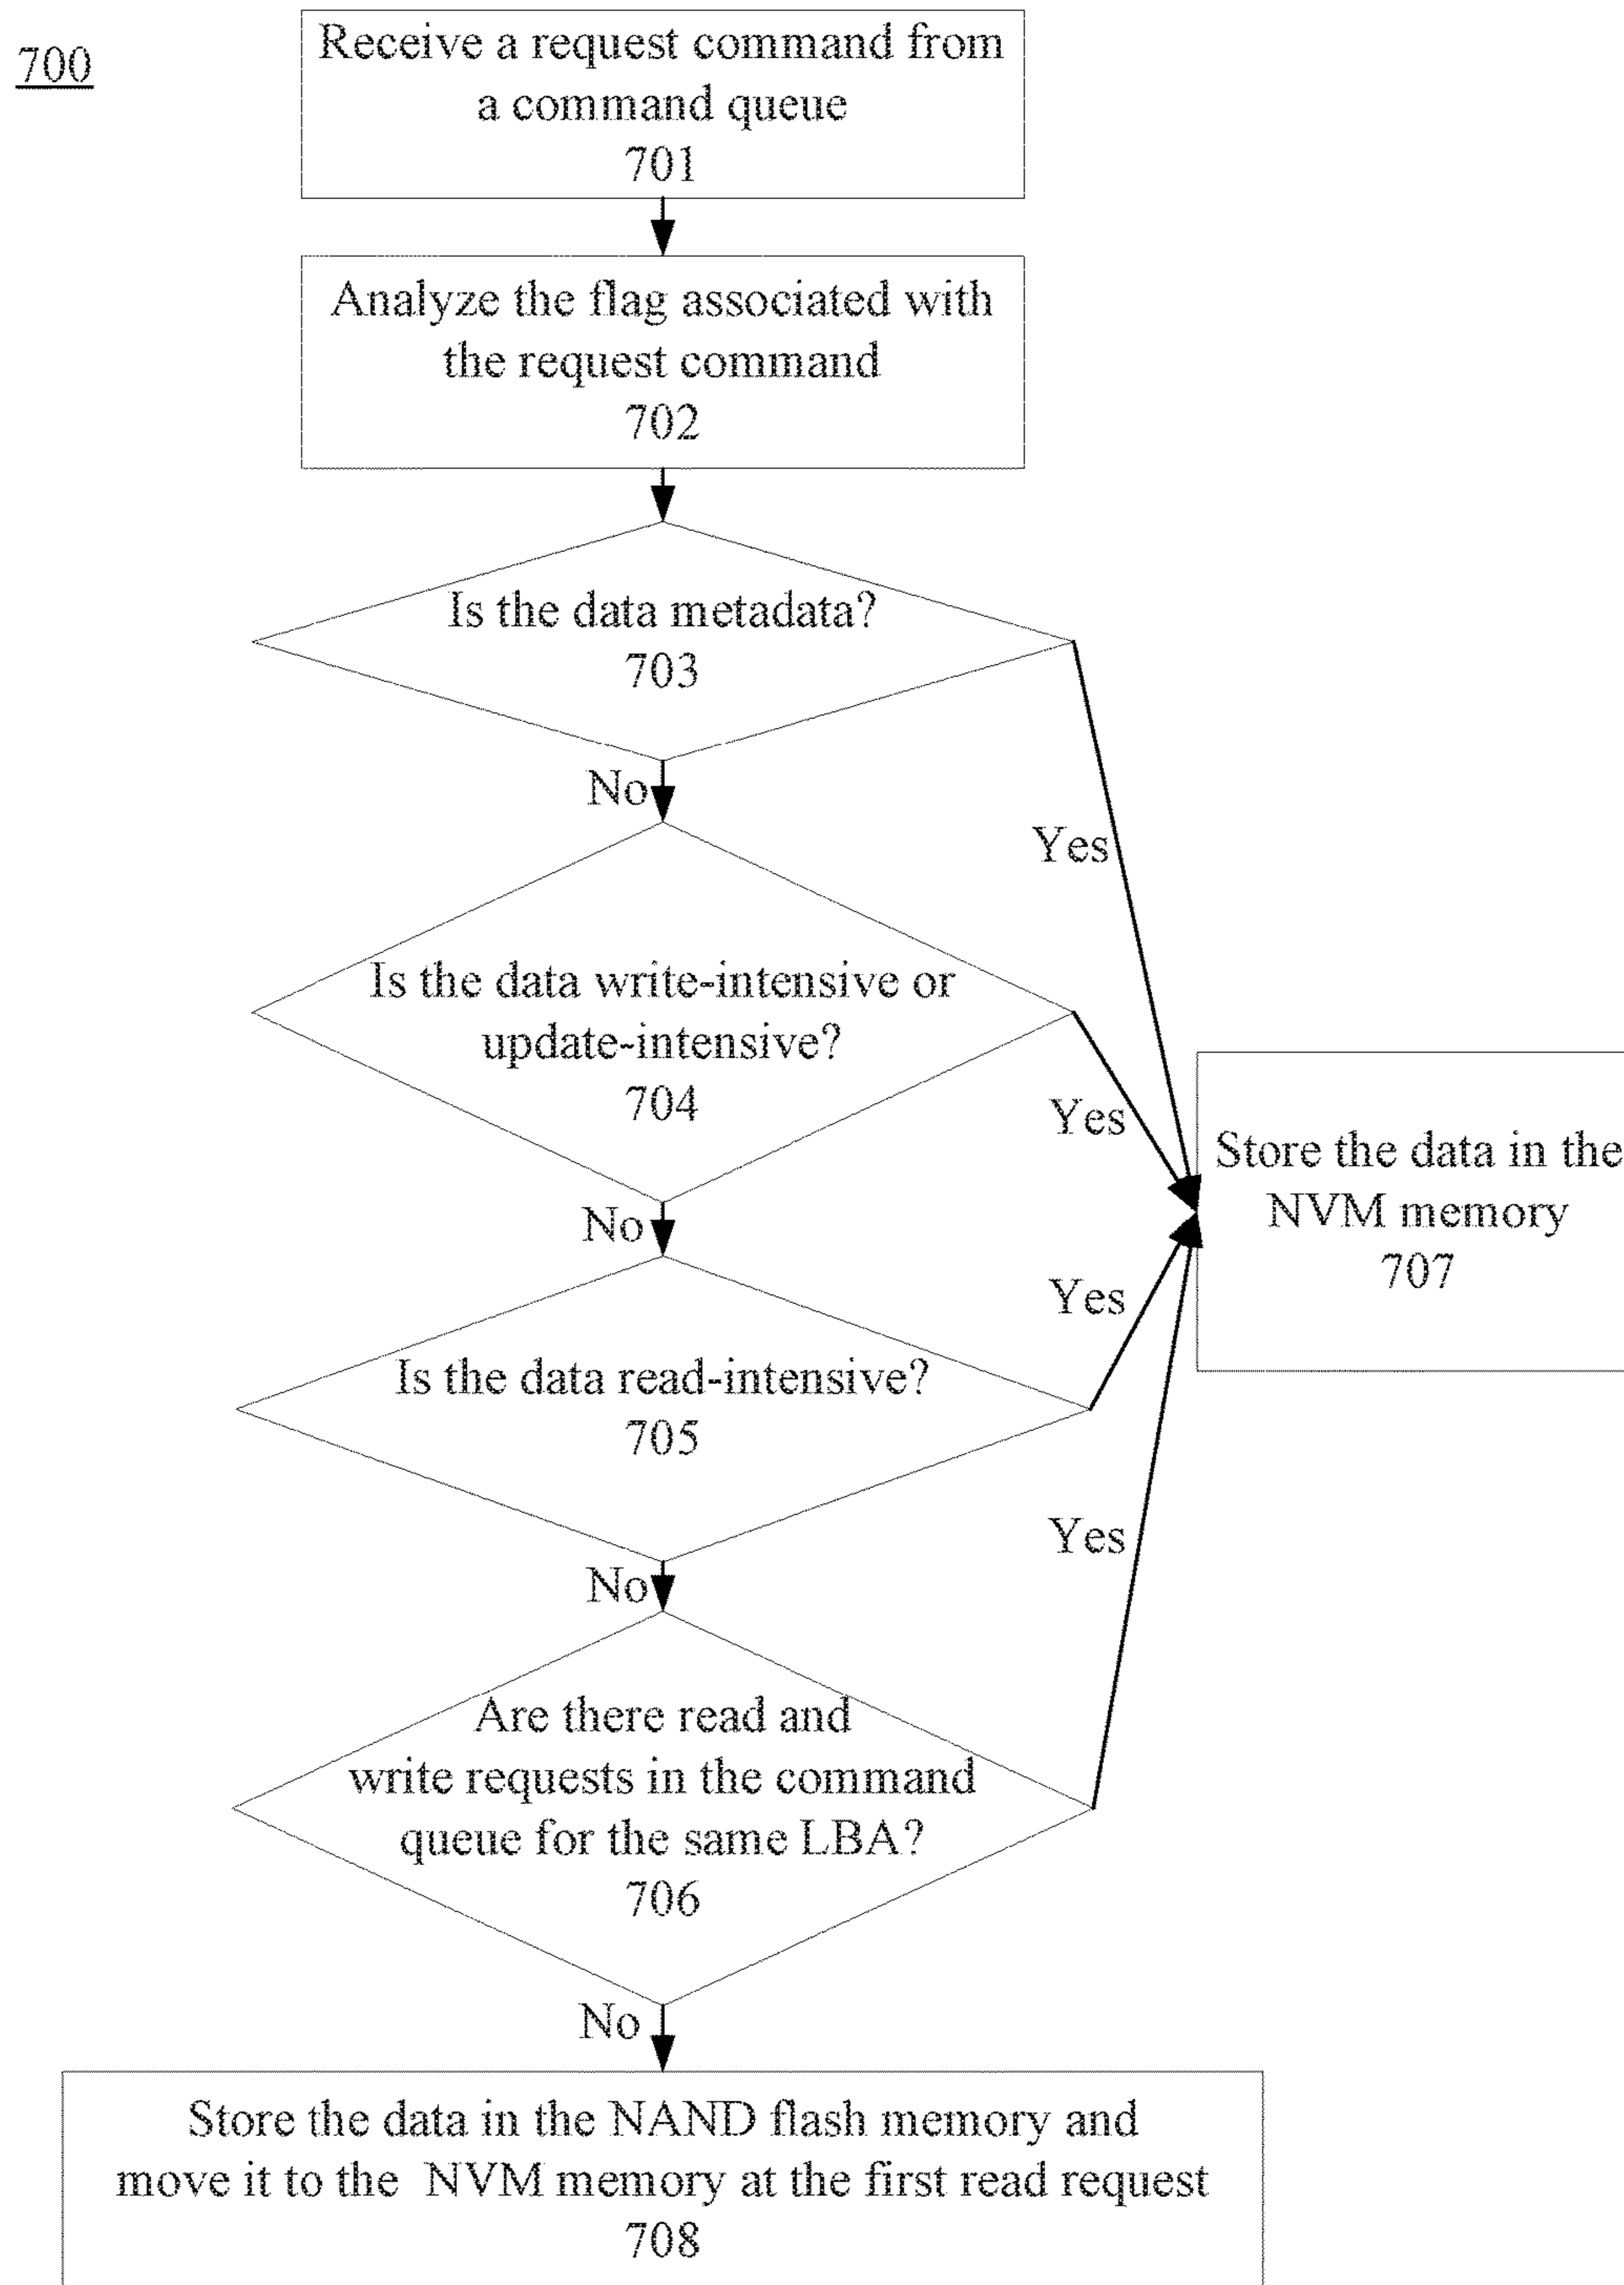 700
Receive a request command from
a command queue
701
Analyze the flag associated with
the request command
702
Is the data metadata?
703
No
Yes
Is the data write-intensive or
update-intensive?
704
Yes
No
Store the data in the
NVM memory
707
Is the data read-intensive?
705
Yes
No
Are there read and
write requests in the command
queue for the same LBA?
706
Yes
No
Store the data in the NAND flash memory and
move it to the NVM memory at the first read request
708